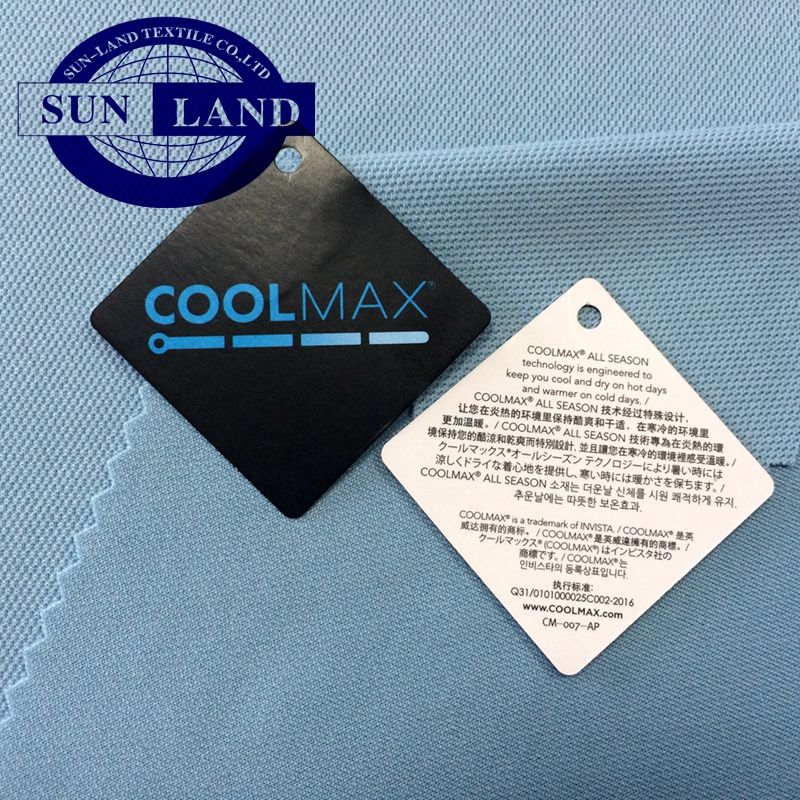 SUN-LAND TEXTILE CO.,LTD
SUN LAND
COOLMAX®
COOLMAX® ALL SEASON
technology is engineered to
keep you cool and dry on hot days
and warmer on cold days. /
COOLMAX® ALL SEASON 技术经过特殊设计,
让您在炎热的环境里保持酷爽和干适，在寒冷的环境里
更加温暖。/ COOLMAX® ALL SEASON 技術專為在炎熱的環
境保持您的酷涼和乾爽而特別設計, 並且讓您在寒冷的環境裡感受溫暖。/
クールマックス®オールシーズン テクノロジーにより暑い時には
涼しくドライな着心地を提供し、寒い時には暖かさを保ちます。/
COOLMAX® ALL SEASON 소재는 더운날 신체를 시원 쾌적하게 유지.
추운날에는 따뜻한 보온효과.
COOLMAX® is a trademark of INVISTA. / COOLMAX® 是英
威达拥有的商标。 / COOLMAX® 是英威達擁有的商標。 /
クールマックス® (COOLMAX®) はインビスタ社の
商標です。/ COOLMAX® 는
인비스타의 등록상표입니다.
执行标准:
Q31/0101000025C002-2016
www.COOLMAX.com
CM-007-AP